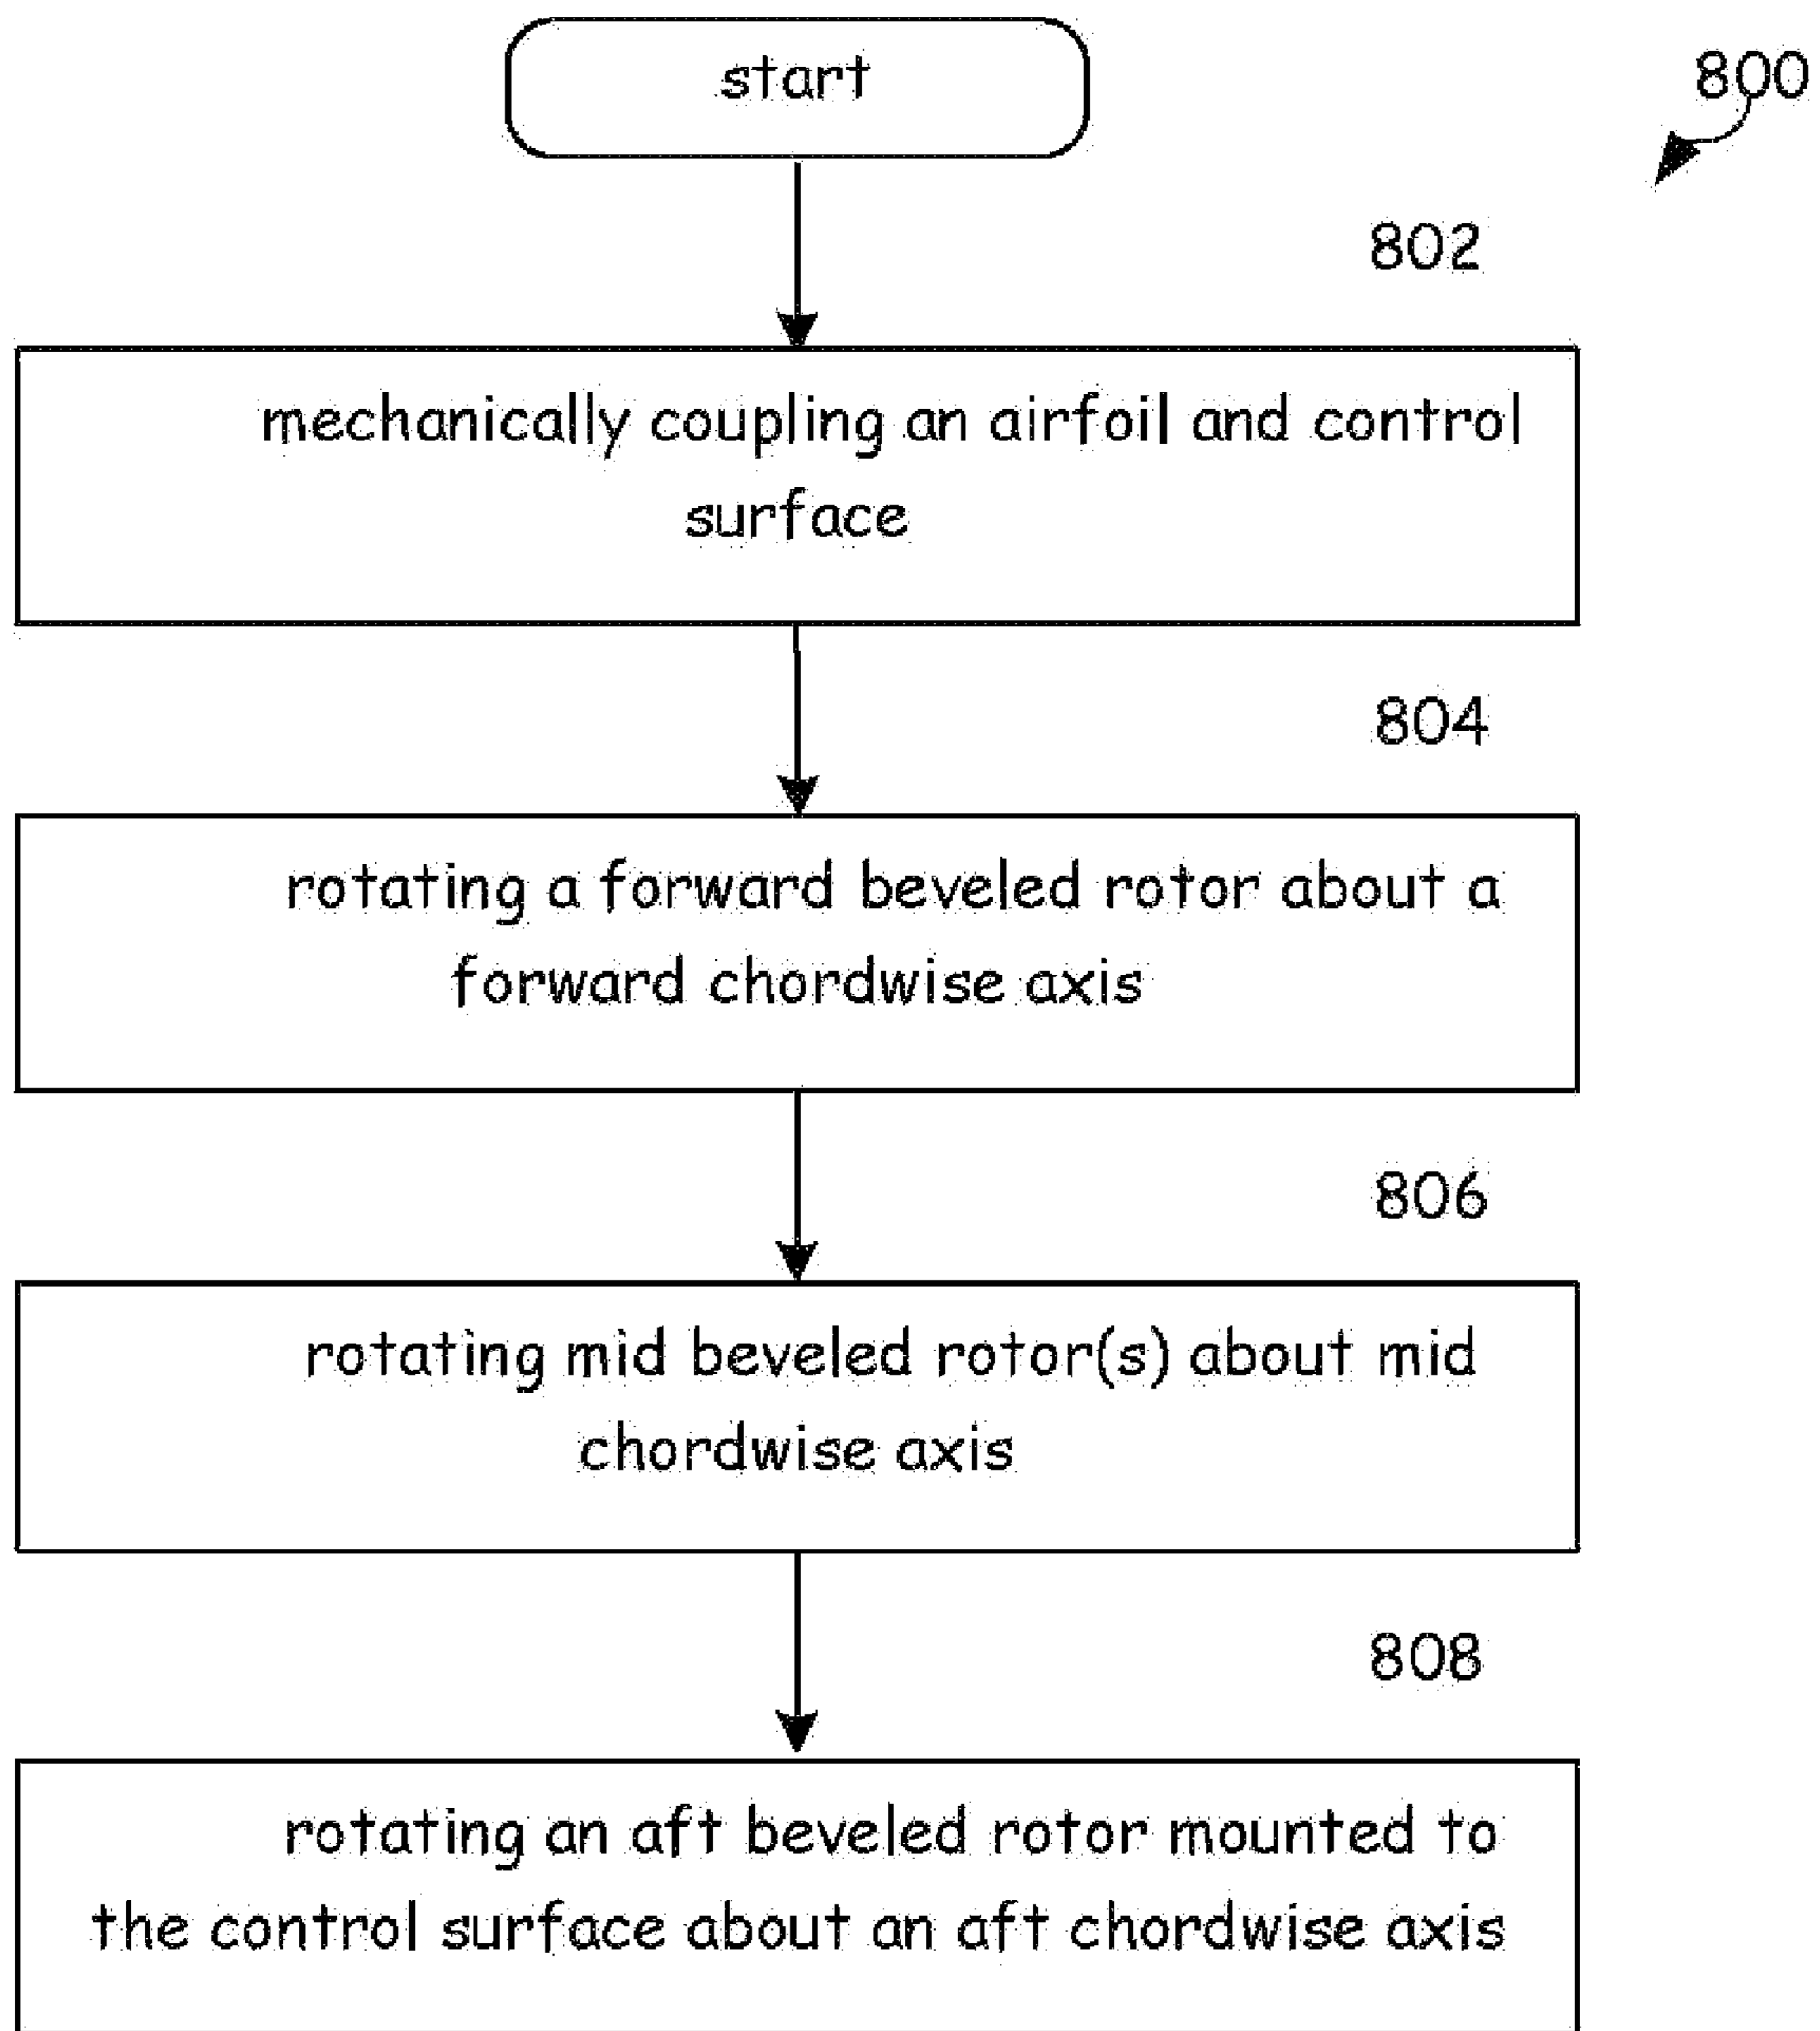 start
800
802
mechanically coupling an airfoil and control
surface
804
rotating a forward beveled rotor about a
forward chordwise axis
806
rotating mid beveled rotor(s) about mid
chordwise axis
808
rotating an aft beveled rotor mounted to
the control surface about an aft chordwise axis